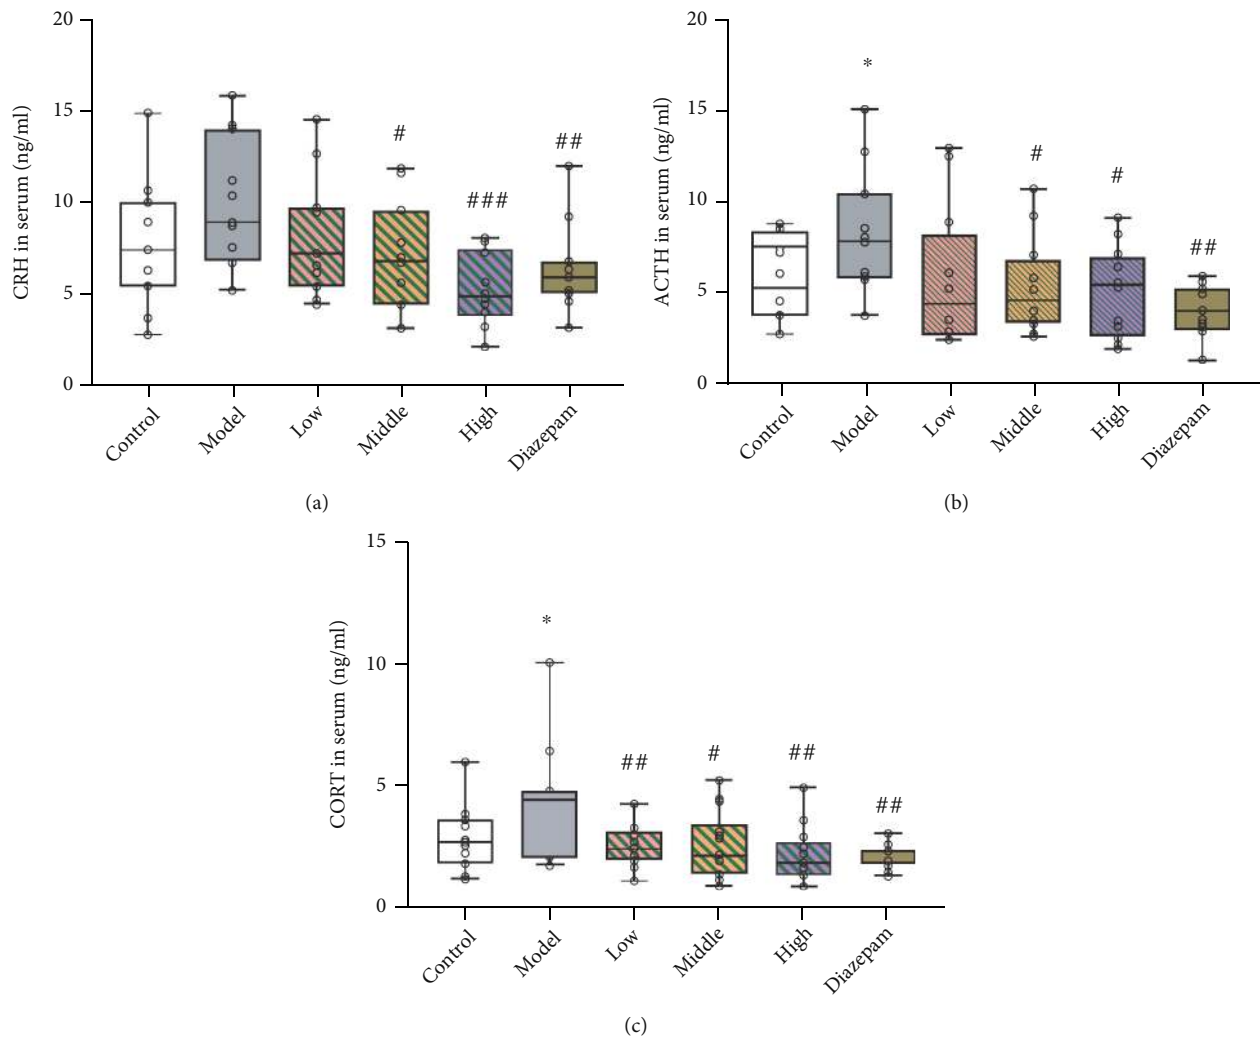 CRH in serum (ng/ml)
20
15
10
5
0
#
###
##
Control
Model
Low
Middle
High
Diazepam
(a)
ACTH in serum (ng/ml)
20
15
10
5
0
*
#
#
##
Control
Model
Low
Middle
High
Diazepam
(b)
CORT in serum (ng/ml)
15
10
5
0
*
##
#
##
##
Control
Model
Low
Middle
High
Diazepam
(c)